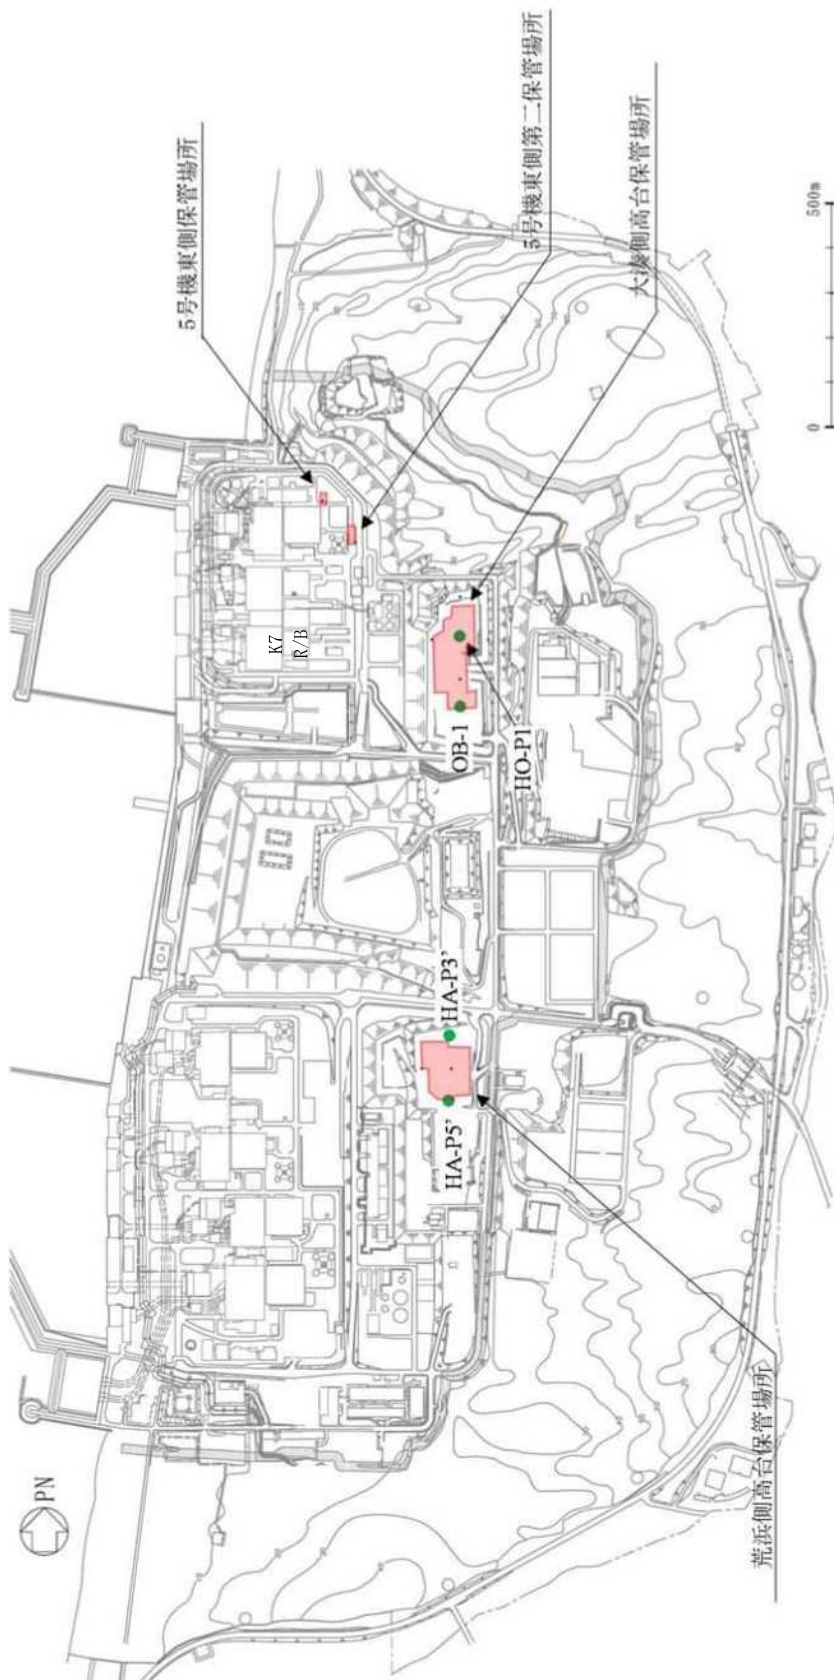 5号機東側保管場所
5号機東側第二保管場所
大湊側高台保管場所
0
500m
K7
R/B
OB-1
HO-P1
HA-P3'
HA-P5'
荒浜側高台保管場所
PN